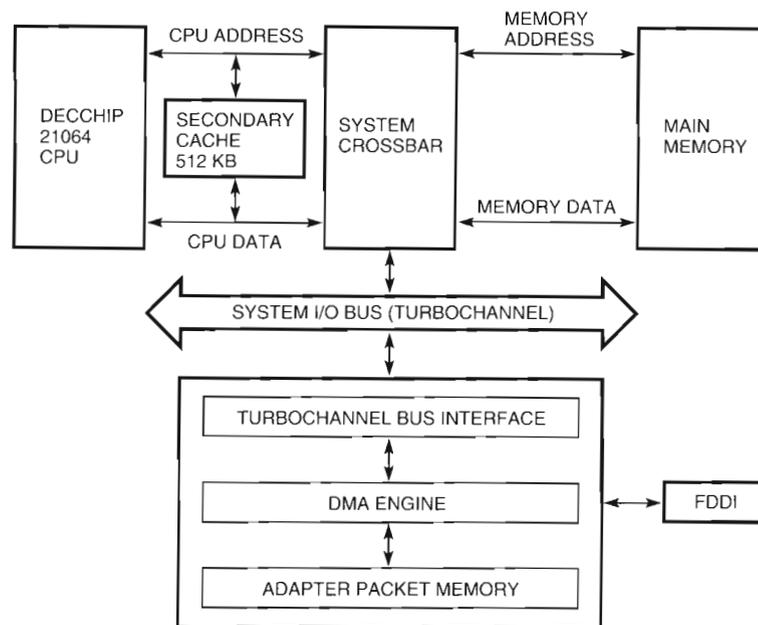 CPU ADDRESS
MEMORY
ADDRESS
DECCHIP
21064
CPU
SECONDARY
CACHE
512 KB
SYSTEM
CROSSBAR
MAIN
MEMORY
CPU DATA
MEMORY DATA
SYSTEM I/O BUS (TURBOCHANNEL)
TURBOCHANNEL BUS INTERFACE
DMA ENGINE
FDDI
ADAPTER PACKET MEMORY